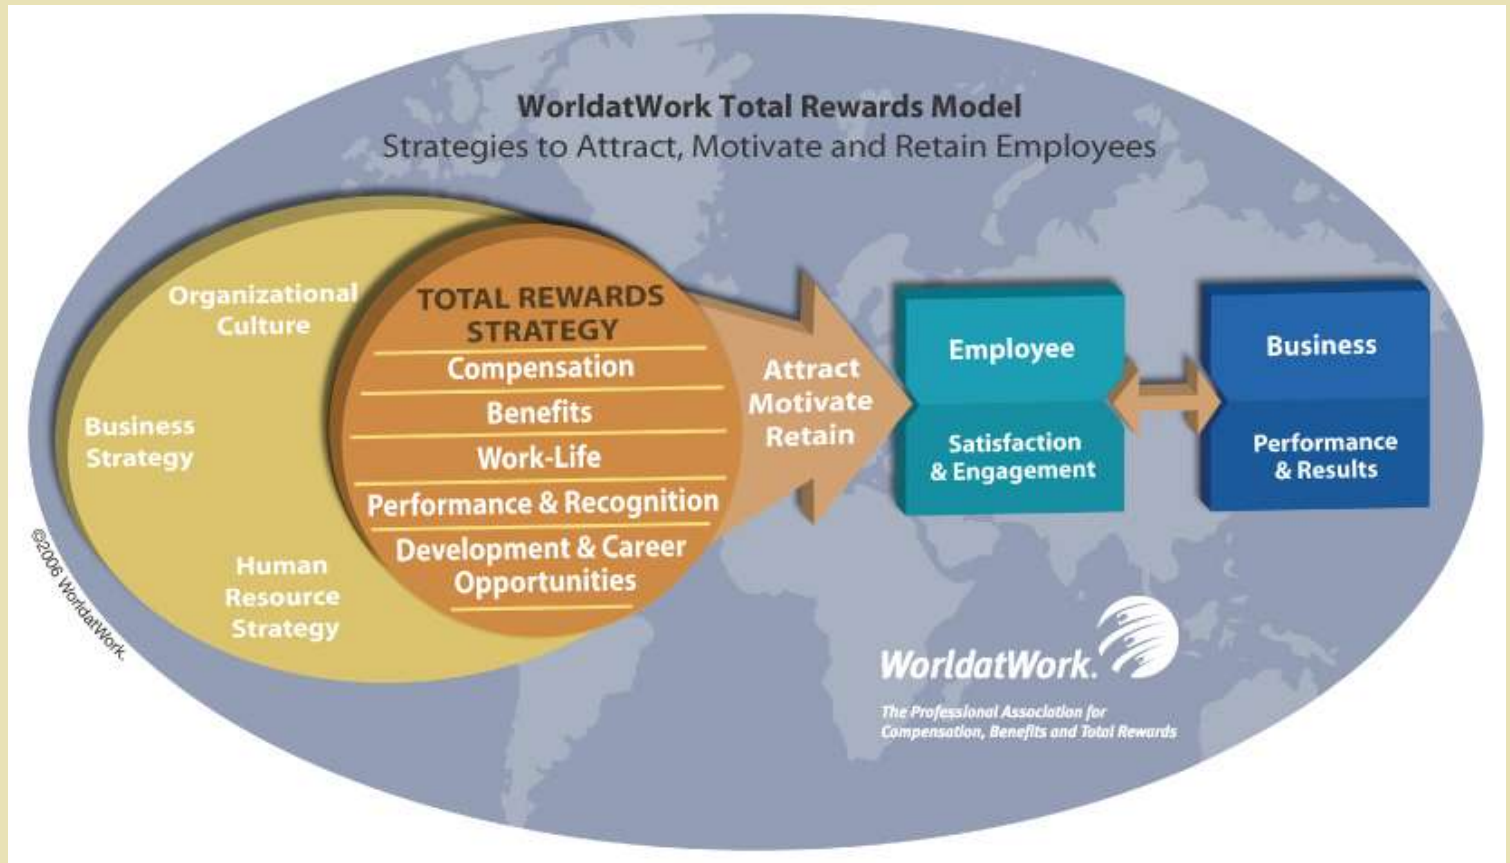 WorldatWork Total Rewards Model
Strategies to Attract, Motivate and Retain Employees
Organizational
Culture
Business
Strategy
Human
Resource
Strategy
TOTAL REWARDS
STRATEGY
Compensation
Benefits
Work-Life
Performance & Recognition
Development & Career
Opportunities
Attract
Motivate
Retain
Employee
Satisfaction
& Engagement
Business
Performance
& Results
©2006 WorldatWork.
WorldatWork.
The Professional Association for
Compensation, Benefits and Total Rewards